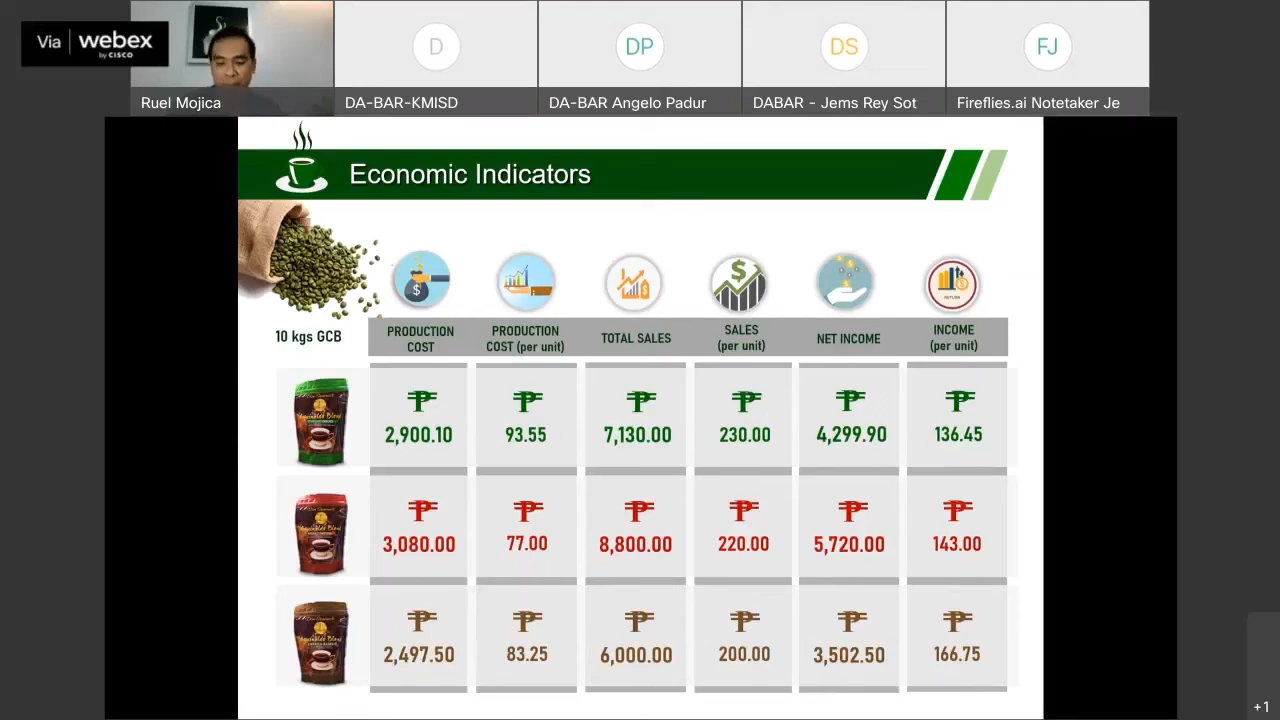 Via webex
by CISCO
Ruel Mojica
D
DA-BAR-KMISD
DP
DA-BAR Angelo Padur
DS
DABAR - Jems Rey Sot
FJ
Fireflies.ai Notetaker Je
Economic Indicators
10 kgs GCB
PRODUCTION
COST
PRODUCTION
COST (per unit)
TOTAL SALES
SALES
(per unit)
NET INCOME
INCOME
(per unit)
₱ ₱ ₱ ₱ ₱ ₱
2,900.10 93.55 7,130.00 230.00 4,299.90 136.45
₱ ₱ ₱ ₱ ₱ ₱
3,080.00 77.00 8,800.00 220.00 5,720.00 143.00
₱ ₱ ₱ ₱ ₱ ₱
2,497.50 83.25 6,000.00 200.00 3,502.50 166.75
+1